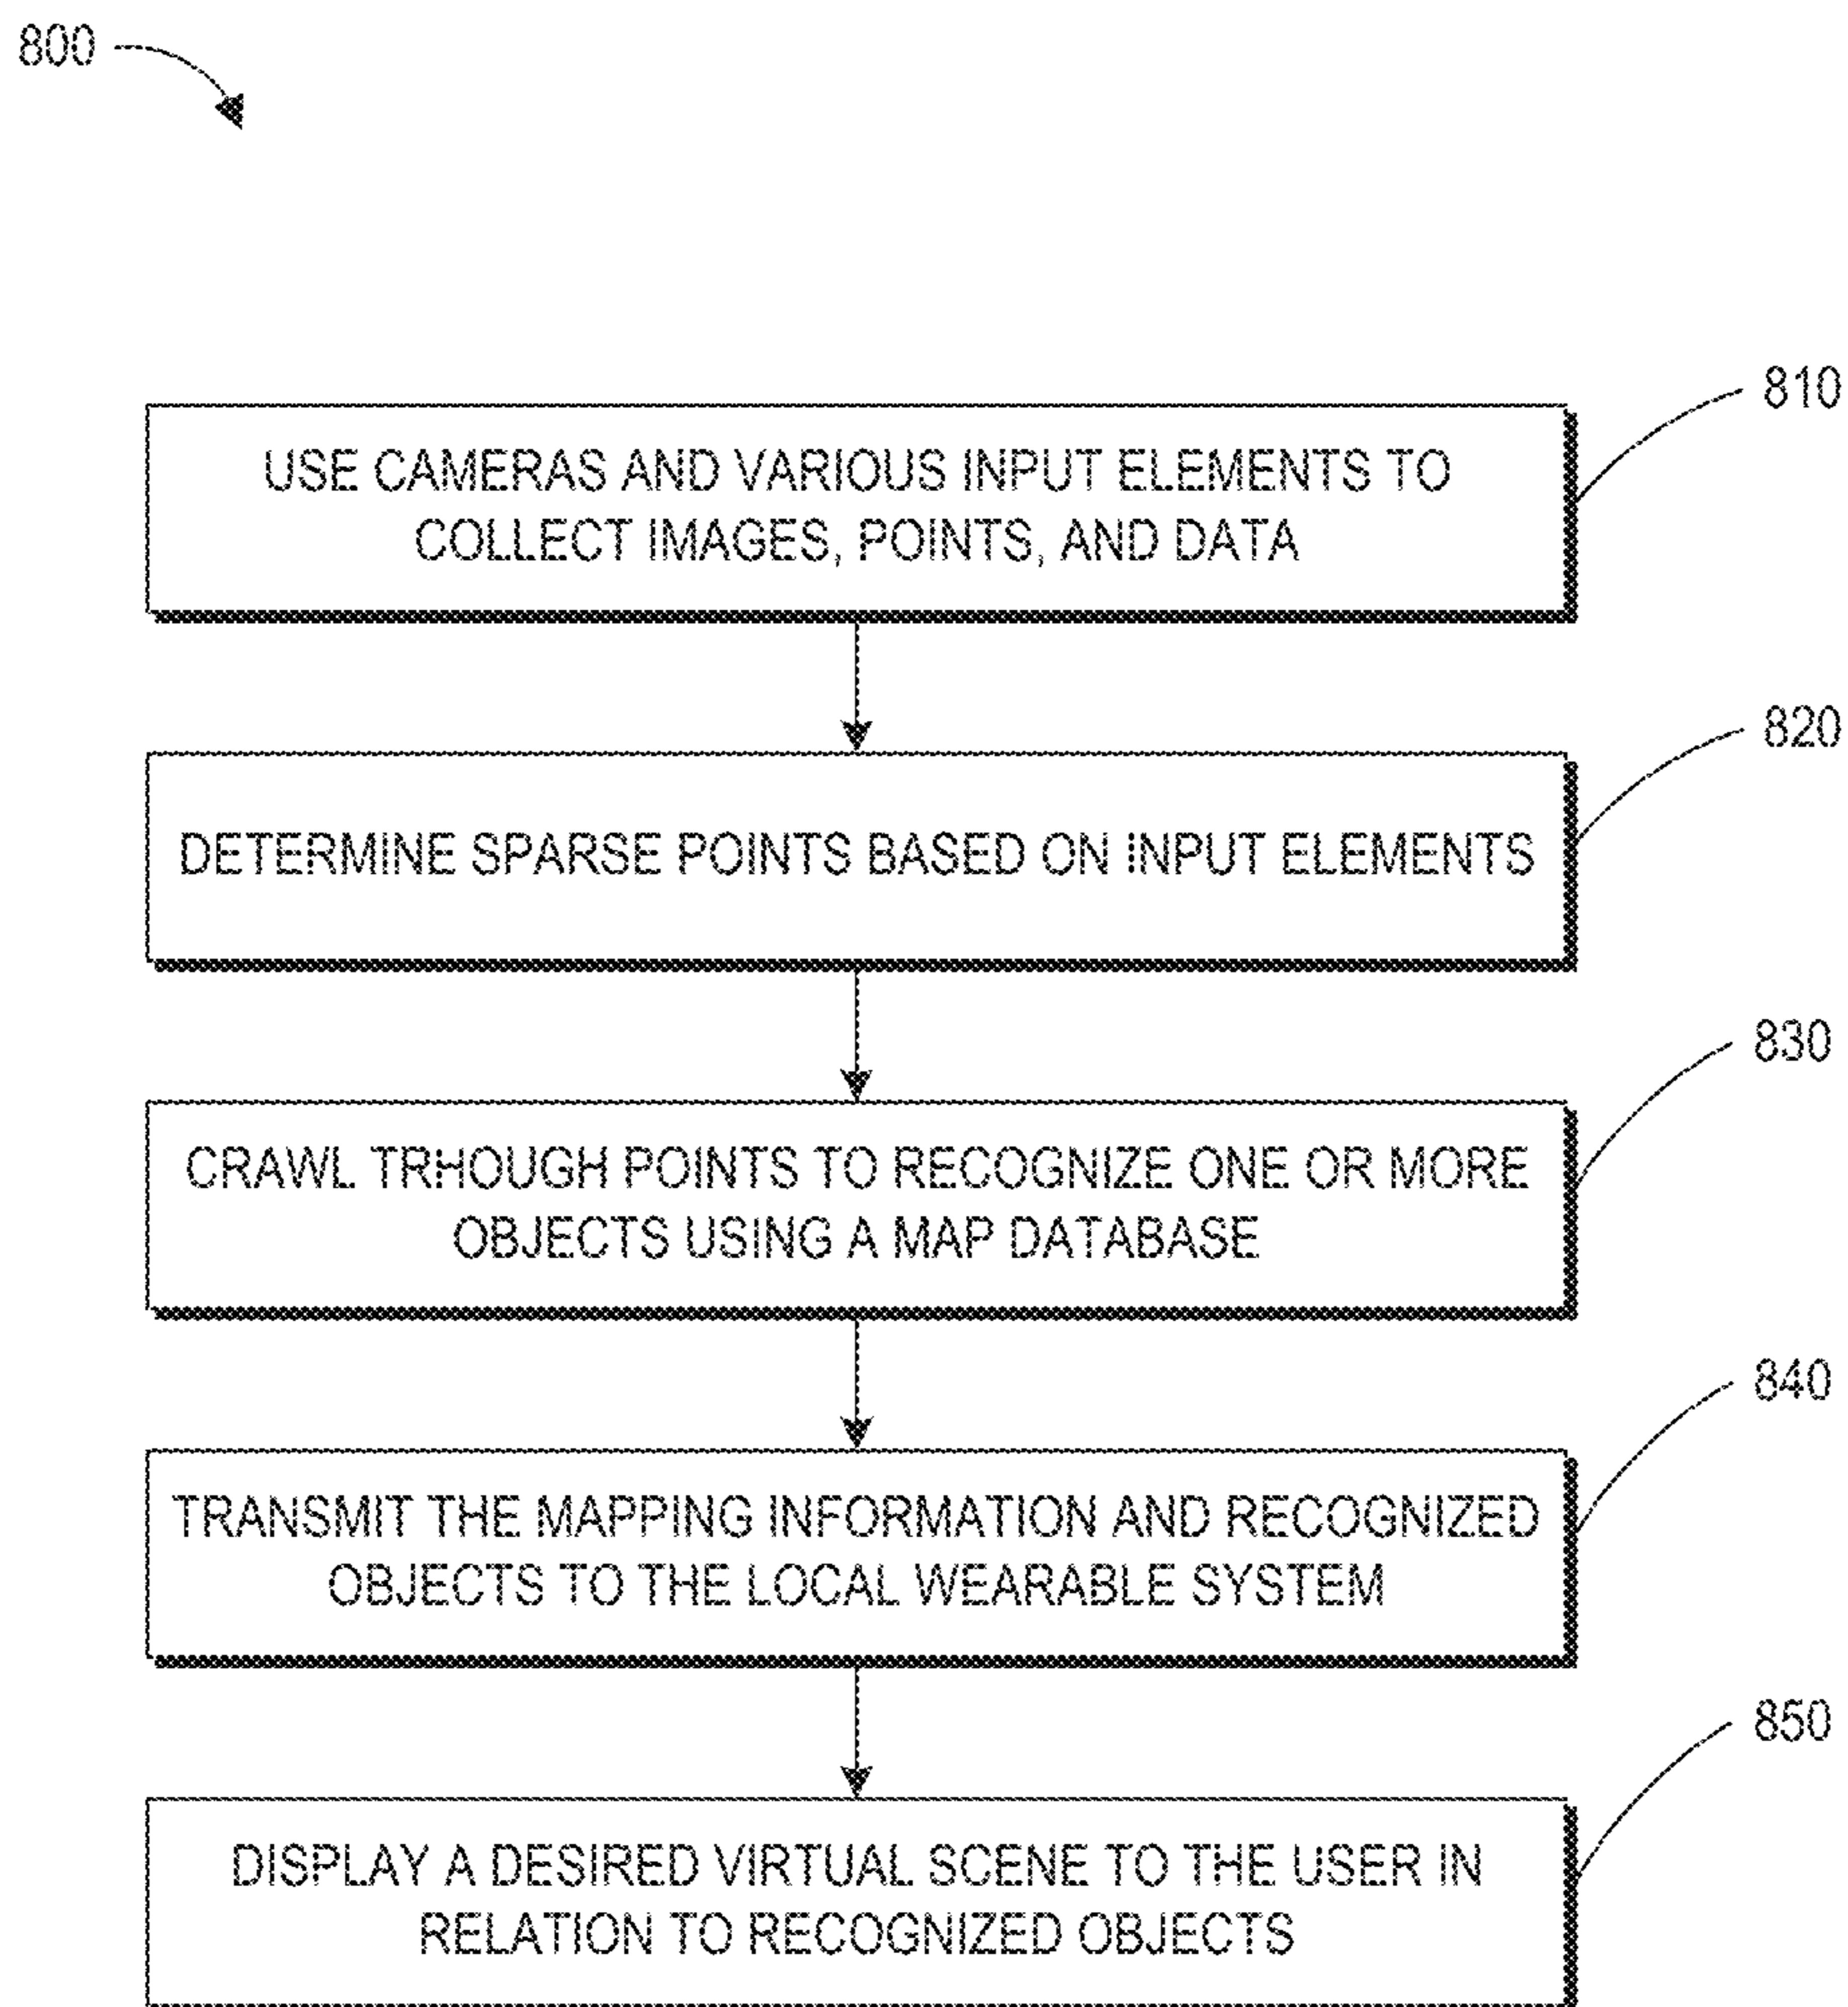 800
810
USE CAMERAS AND VARIOUS INPUT ELEMENTS TO
COLLECT IMAGES, POINTS, AND DATA
820
DETERMINE SPARSE POINTS BASED ON INPUT ELEMENTS
830
CRAWL TRHOUGH POINTS TO RECOGNIZE ONE OR MORE
OBJECTS USING A MAP DATABASE
840
TRANSMIT THE MAPPING INFORMATION AND RECOGNIZED
OBJECTS TO THE LOCAL WEARABLE SYSTEM
850
DISPLAY A DESIRED VIRTUAL SCENE TO THE USER IN
RELATION TO RECOGNIZED OBJECTS